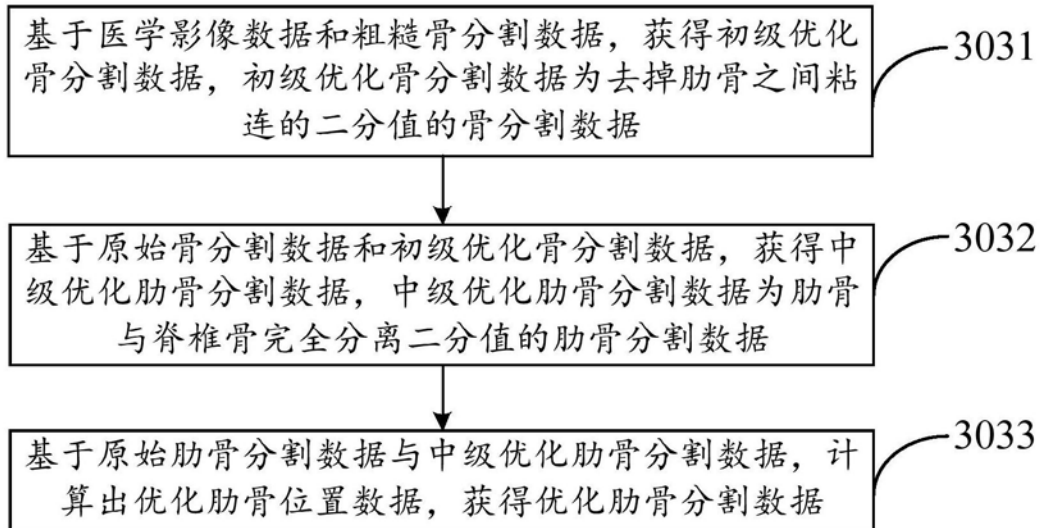 基于医学影像数据和粗糙骨分割数据，获得初级优化
骨分割数据，初级优化骨分割数据为去掉肋骨之间粘
连的二分值的骨分割数据
3031
基于原始骨分割数据和初级优化骨分割数据，获得中
级优化肋骨分割数据，中级优化肋骨分割数据为肋骨
与脊椎骨完全分离二分值的肋骨分割数据
3032
基于原始肋骨分割数据与中级优化肋骨分割数据，计
算出优化肋骨位置数据，获得优化肋骨分割数据
3033